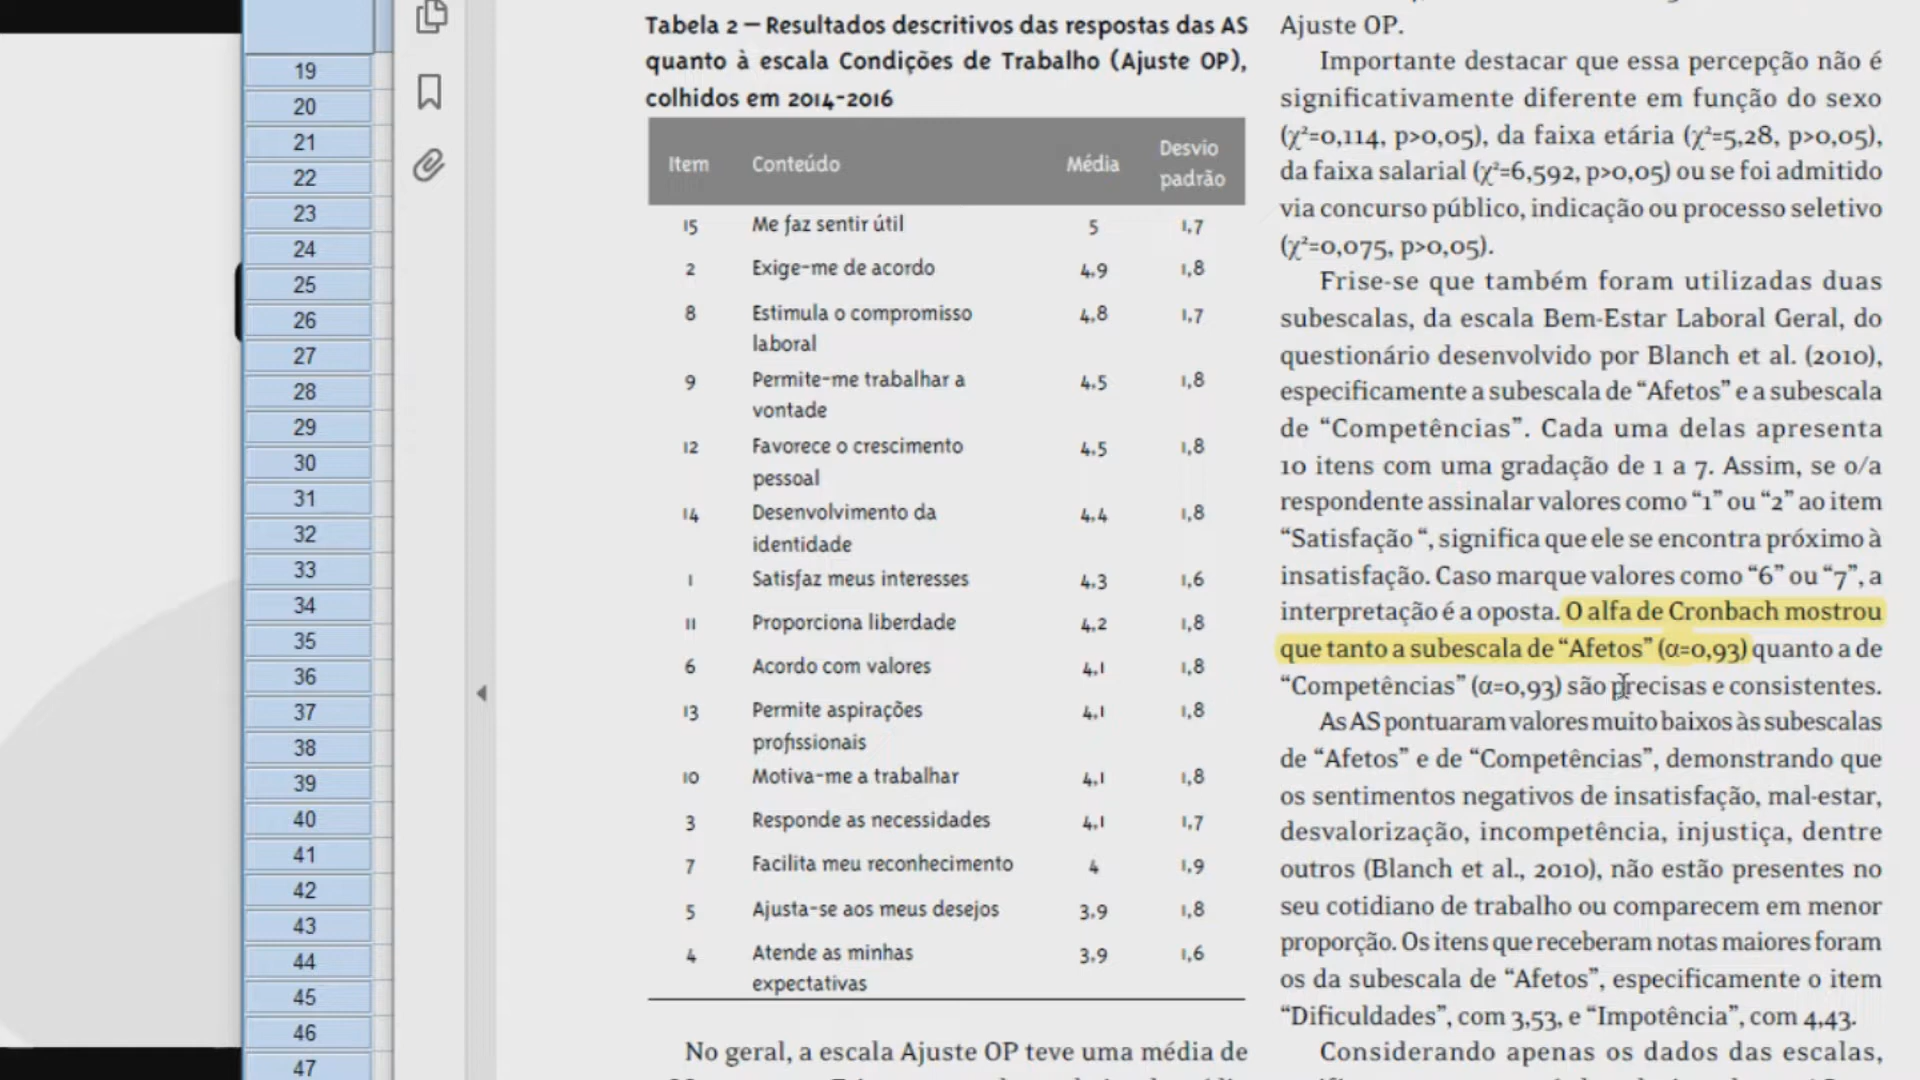 19
20
21
22
23
24
25
26
27
28
29
30
31
32
33
34
35
36
37
38
39
40
41
42
43
44
45
46
47
Tabela 2 – Resultados descritivos das respostas das AS
quanto à escala Condições de Trabalho (Ajuste OP),
colhidos em 2014-2016
Item Conteúdo Média Desvio padrão
15 Me faz sentir útil 5 1,7
2 Exige-me de acordo 4,9 1,8
8 Estimula o compromisso 4,8 1,7
laboral
9 Permite-me trabalhar a 4,5 1,8
vontade
12 Favorece o crescimento 4,5 1,8
pessoal
14 Desenvolvimento da 4,4 1,8
identidade
1 Satisfaz meus interesses 4,3 1,6
11 Proporciona liberdade 4,2 1,8
6 Acordo com valores 4,1 1,8
13 Permite aspirações 4,1 1,8
profissionais
10 Motiva-me a trabalhar 4,1 1,8
3 Responde as necessidades 4,1 1,7
7 Facilita meu reconhecimento 4 1,9
5 Ajusta-se aos meus desejos 3,9 1,8
4 Atende as minhas 3,9 1,6
expectativas
No geral, a escala Ajuste OP teve uma média de
Ajuste OP.
Importante destacar que essa percepção não é
significativamente diferente em função do sexo
(χ²=0,114, p>0,05), da faixa etária (χ²=5,28, p>0,05),
da faixa salarial (χ²=6,592, p>0,05) ou se foi admitido
via concurso público, indicação ou processo seletivo
(χ²=0,075, p>0,05).
Frise-se que também foram utilizadas duas
subescalas, da escala Bem-Estar Laboral Geral, do
questionário desenvolvido por Blanch et al. (2010),
especificamente a subescala de “Afetos” e a subescala
de “Competências”. Cada uma delas apresenta
10 itens com uma gradação de 1 a 7. Assim, se o/a
respondente assinalar valores como “1” ou “2” ao item
“Satisfação “, significa que ele se encontra próximo à
insatisfação. Caso marque valores como “6” ou “7”, a
interpretação é a oposta. O alfa de Cronbach mostrou
que tanto a subescala de “Afetos” (α=0,93) quanto a de
“Competências” (α=0,93) são precisas e consistentes.
As AS pontuaram valores muito baixos às subescalas
de “Afetos” e de “Competências”, demonstrando que
os sentimentos negativos de insatisfação, mal-estar,
desvalorização, incompetência, injustiça, dentre
outros (Blanch et al., 2010), não estão presentes no
seu cotidiano de trabalho ou comparecem em menor
proporção. Os itens que receberam notas maiores foram
os da subescala de “Afetos”, especificamente o item
“Dificuldades”, com 3,53, e “Impotência”, com 4,43.
Considerando apenas os dados das escalas,